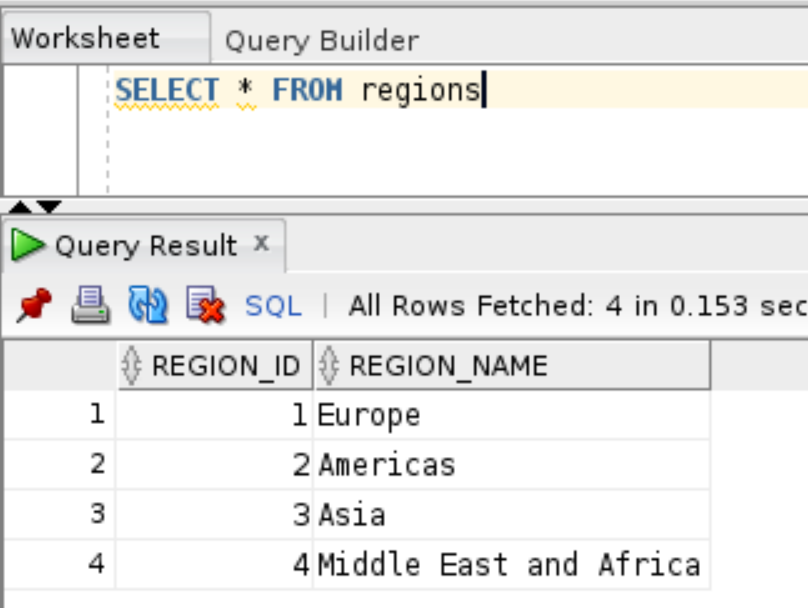 Worksheet Query Builder
SELECT * FROM regions
Query Result x
SQL | All Rows Fetched: 4 in 0.153 sec
REGION_ID REGION_NAME
1 1 Europe
2 2 Americas
3 3 Asia
4 4 Middle East and Africa